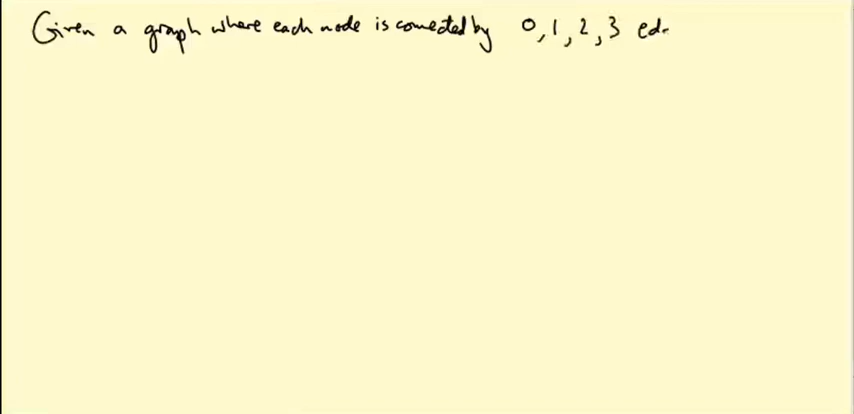 Given a graph where each node is connected by 0, 1, 2, 3 ed